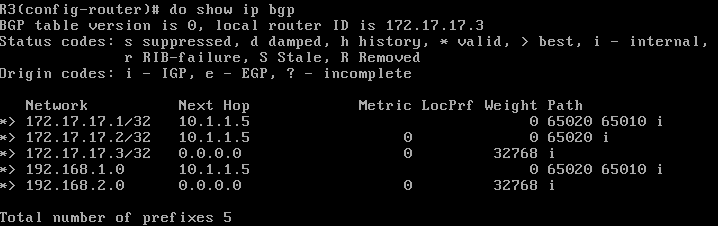 R3(config-router)# do show ip bgp
BGP table version is 0, local router ID is 172.17.17.3
Status codes: s suppressed, d damped, h history, * valid, > best, i - internal,
              r RIB-failure, S Stale, R Removed
Origin codes: i - IGP, e - EGP, ? - incomplete

   Network          Next Hop            Metric LocPrf Weight Path
*> 172.17.17.1/32   10.1.1.5                               0 65020 65010 i
*> 172.17.17.2/32   10.1.1.5                 0             0 65020 i
*> 172.17.17.3/32   0.0.0.0                  0         32768 i
*> 192.168.1.0      10.1.1.5                               0 65020 65010 i
*> 192.168.2.0      0.0.0.0                  0         32768 i

Total number of prefixes 5